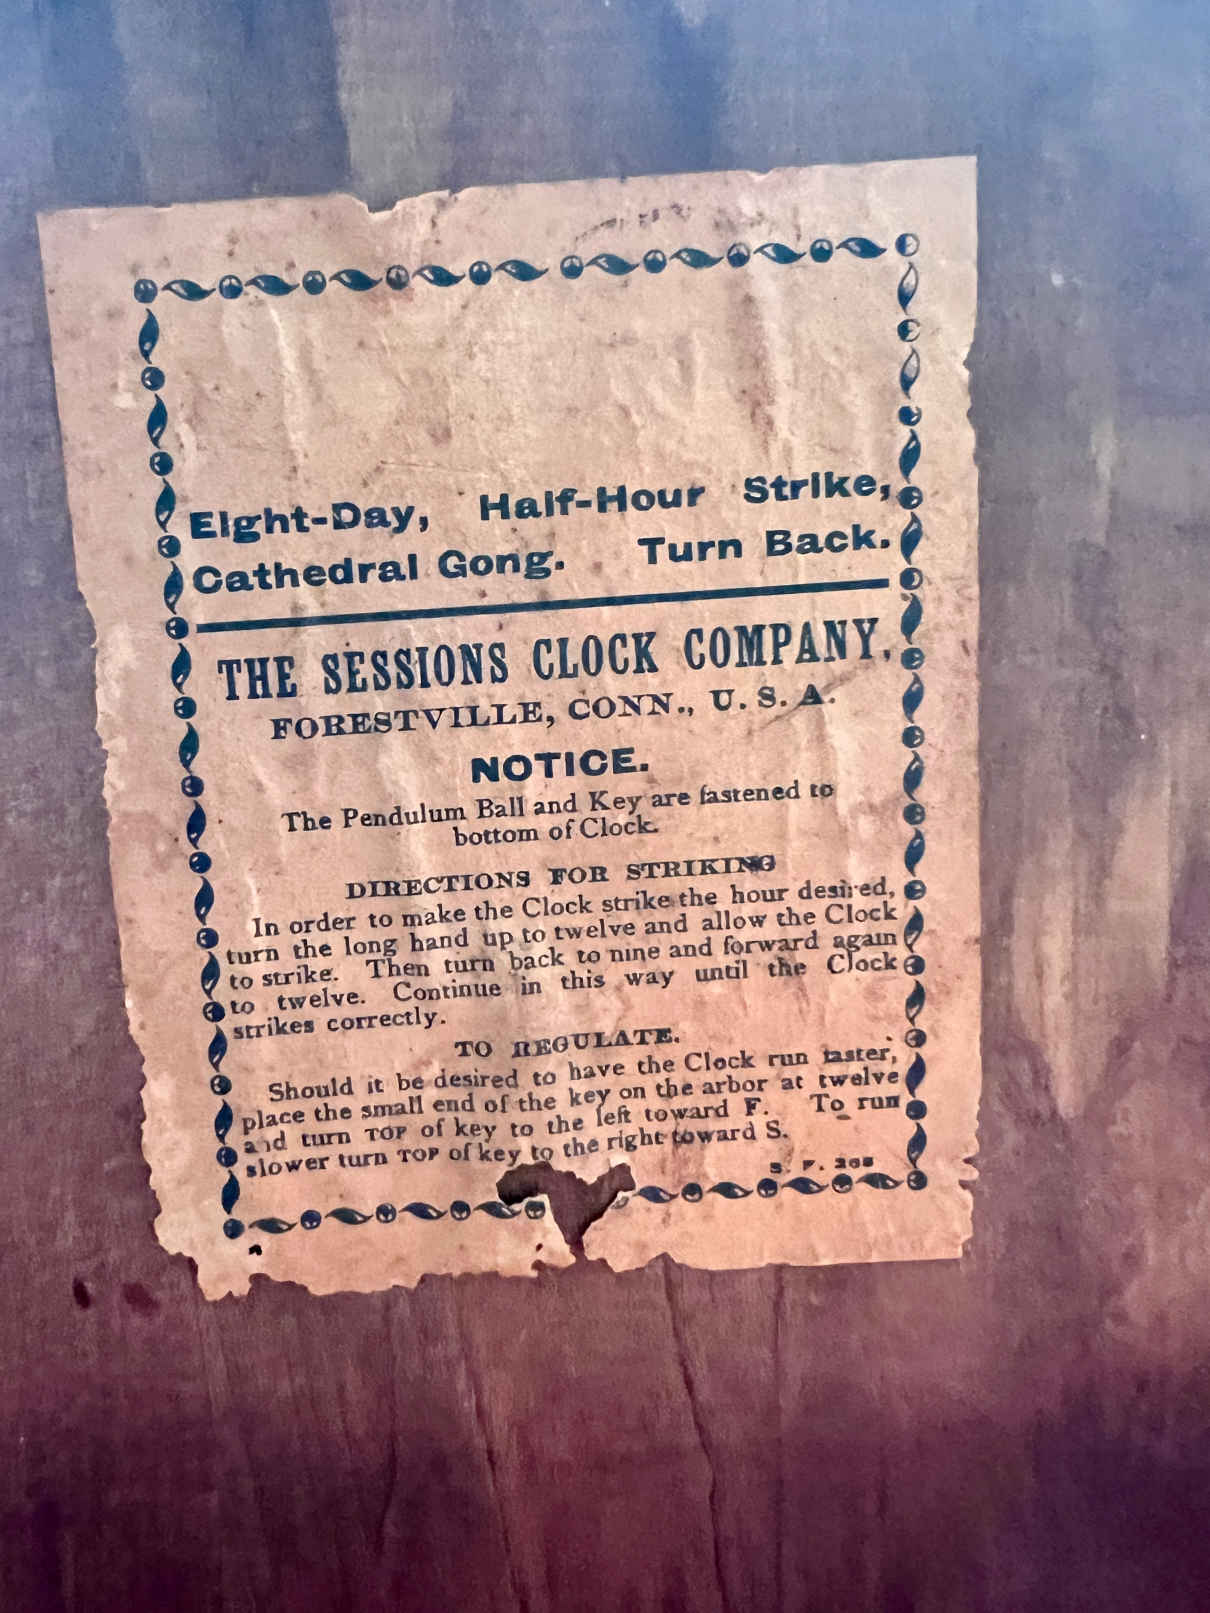 Eight-Day, Half-Hour Strike,
Cathedral Gong. Turn Back.
THE SESSIONS CLOCK COMPANY,
FORESTVILLE, CONN., U. S. A.
NOTICE.
The Pendulum Ball and Key are fastened to
bottom of Clock.
DIRECTIONS FOR STRIKING
In order to make the Clock strike the hour desired,
turn the long hand up to twelve and allow the Clock
to strike. Then turn back to nine and forward again
to twelve. Continue in this way until the Clock
strikes correctly.
TO REGULATE.
Should it be desired to have the Clock run faster,
place the small end of the key on the arbor at twelve
and turn TOP of key to the left toward F. To run
slower turn TOP of key to the right toward S.
S. F. 208